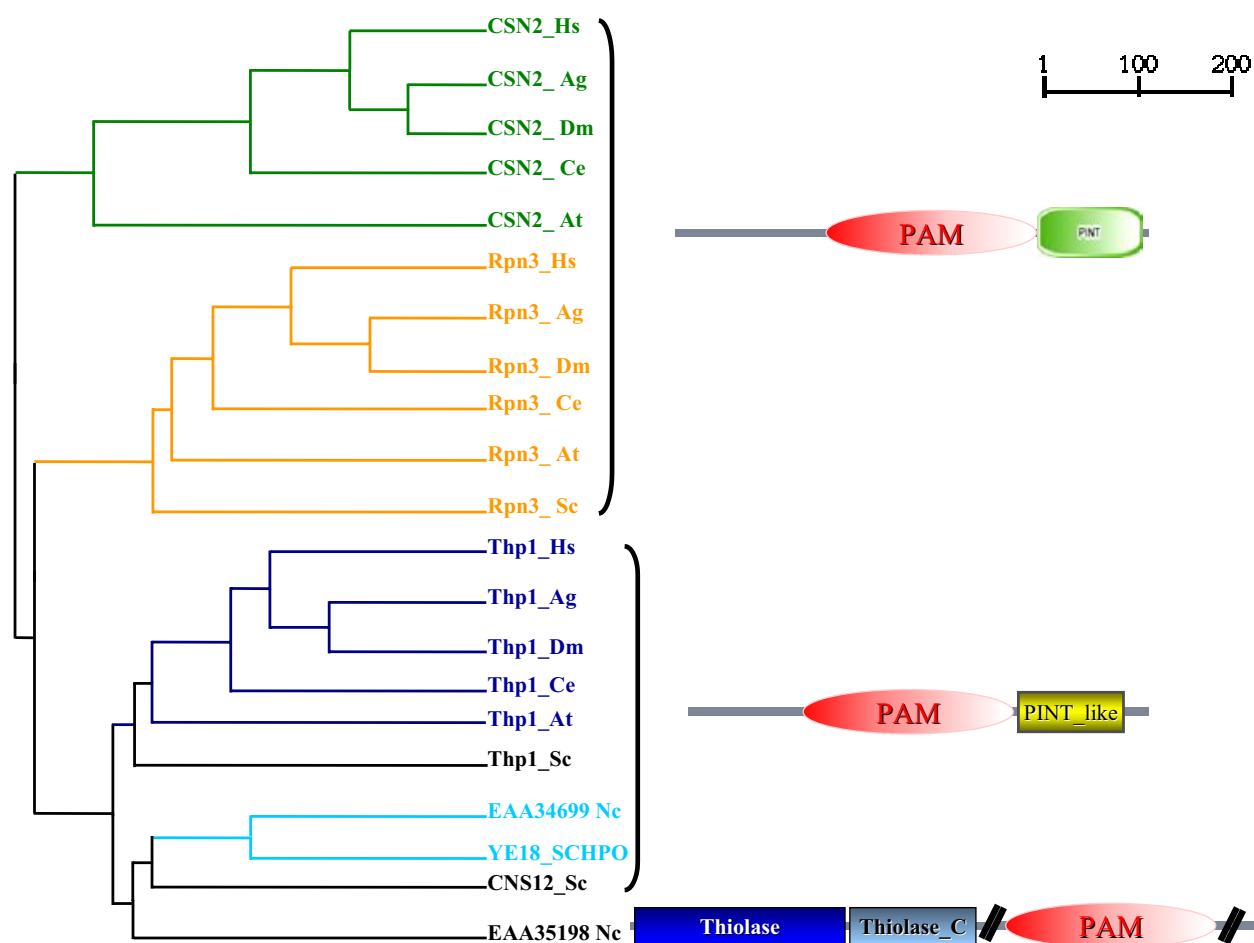 CSN2_Hs
1 100 200
CSN2_ Ag
CSN2_ Dm
CSN2_ Ce
CSN2_ At
PAM PINT
Rpn3_Hs
Rpn3_ Ag
Rpn3_ Dm
Rpn3_ Ce
Rpn3_ At
Rpn3_ Sc
Thp1_Hs
Thp1_Ag
Thp1_Dm
Thp1_Ce
PAM PINT_like
Thp1_At
Thp1_Sc
EAA34699 Nc
YE18_SCHPO
CNS12_Sc
EAA35198 Nc Thiolase Thiolase_C PAM